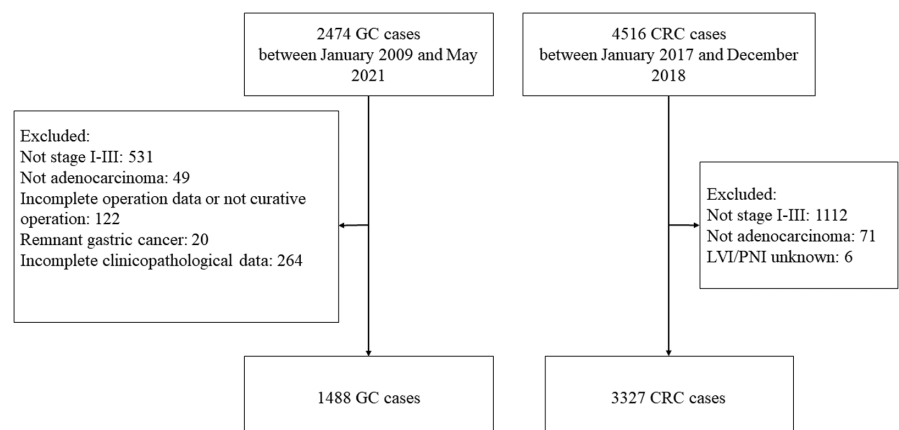 2474 GC cases
between January 2009 and May
2021
4516 CRC cases
between January 2017 and December
2018
Excluded:
Not stage I-III: 531
Not adenocarcinoma: 49
Incomplete operation data or not curative
operation: 122
Remnant gastric cancer: 20
Incomplete clinicopathological data: 264
Excluded:
Not stage I-III: 1112
Not adenocarcinoma: 71
LVI/PNI unknown: 6
1488 GC cases
3327 CRC cases